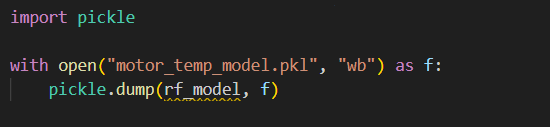 import pickle
with open("motor_temp_model.pkl", "wb") as f:
    pickle.dump(rf_model, f)